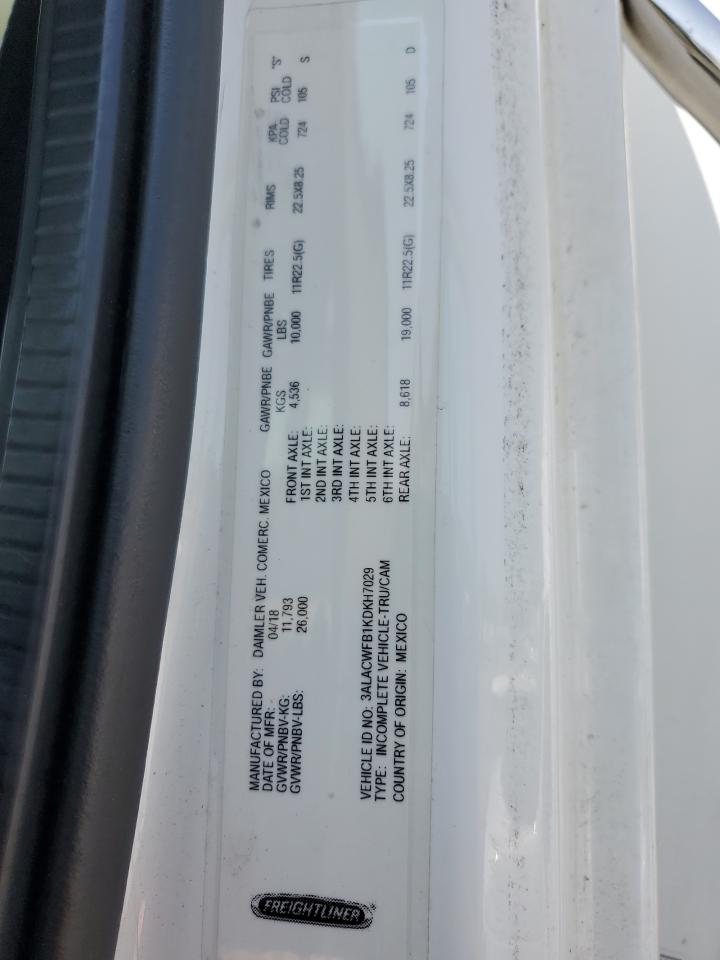 FREIGHTLINER
MANUFACTURED BY: DAIMLER VEH. COMERC. MEXICO
DATE OF MFR: 04/18
GVWR/PNBV-KG: 11,793
GVWR/PNBV-LBS: 26,000
VEHICLE ID NO: 3ALACWFB1KDKH7029
TYPE: INCOMPLETE VEHICLE-TRU/CAM
COUNTRY OF ORIGIN: MEXICO
GAWR/PNBE KGS GAWR/PNBE LBS TIRES RIMS KPA COLD PSI COLD "S"
FRONT AXLE: 4,536 10,000 11R22.5(G) 22.5X8.25 724 105 S
1ST INT AXLE:
2ND INT AXLE:
3RD INT AXLE:
4TH INT AXLE:
5TH INT AXLE:
6TH INT AXLE:
REAR AXLE: 8,618 19,000 11R22.5(G) 22.5X8.25 724 105 D